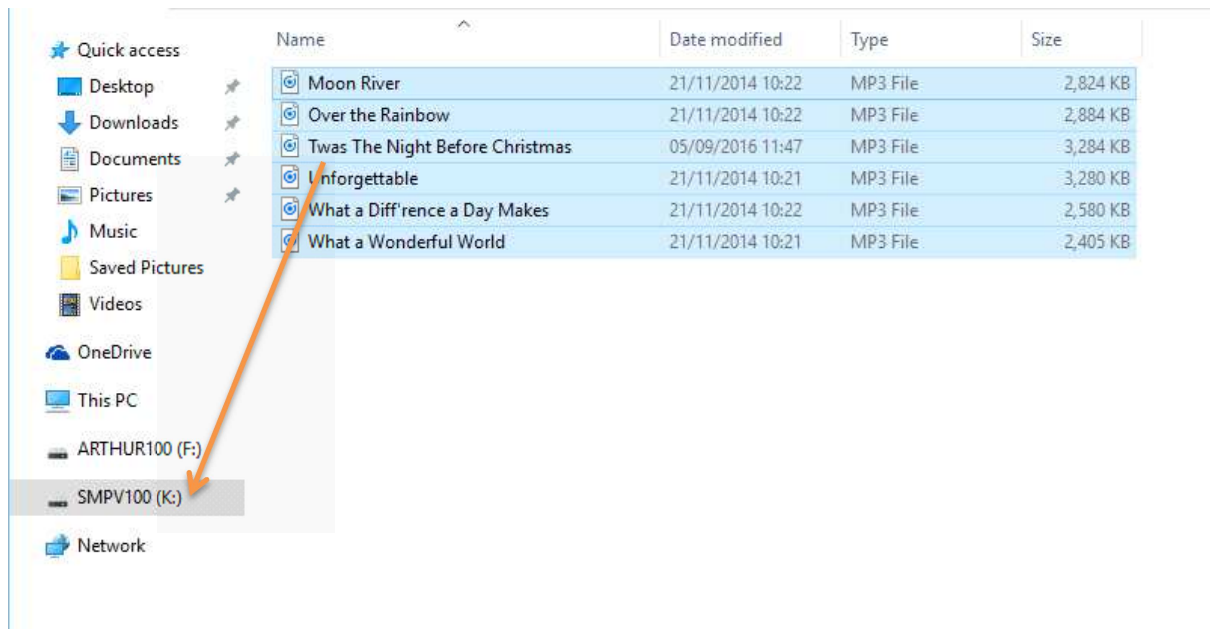 Name Date modified Type Size
Quick access
Desktop
Downloads
Documents
Pictures
Music
Saved Pictures
Videos
OneDrive
This PC
ARTHUR100 (F:)
SMPV100 (K:)
Network
Moon River 21/11/2014 10:22 MP3 File 2,824 KB
Over the Rainbow 21/11/2014 10:22 MP3 File 2,884 KB
Twas The Night Before Christmas 05/09/2016 11:47 MP3 File 3,284 KB
Unforgettable 21/11/2014 10:21 MP3 File 3,280 KB
What a Diff'rence a Day Makes 21/11/2014 10:22 MP3 File 2,580 KB
What a Wonderful World 21/11/2014 10:21 MP3 File 2,405 KB